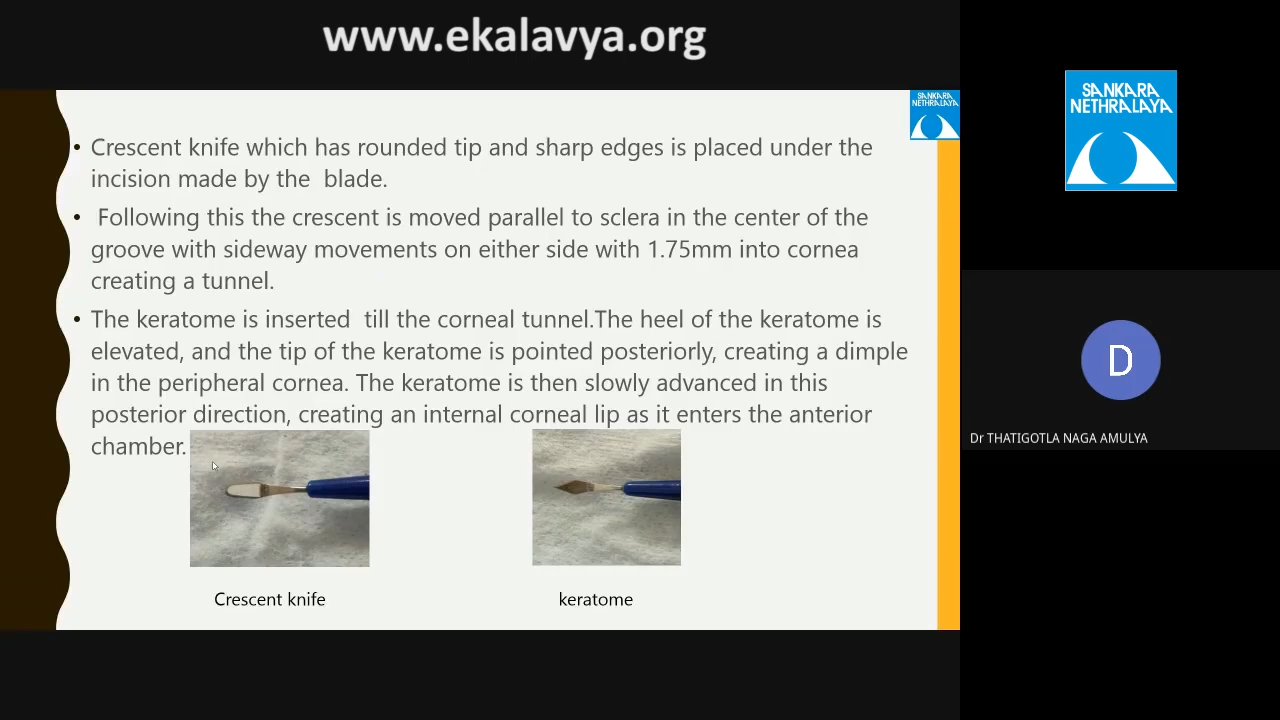 www.ekalavya.org
SANKARA
NETHRALAYA
• Crescent knife which has rounded tip and sharp edges is placed under the
incision made by the  blade.
•  Following this the crescent is moved parallel to sclera in the center of the
groove with sideway movements on either side with 1.75mm into cornea
creating a tunnel.
• The keratome is inserted  till the corneal tunnel.The heel of the keratome is
elevated, and the tip of the keratome is pointed posteriorly, creating a dimple
in the peripheral cornea. The keratome is then slowly advanced in this
posterior direction, creating an internal corneal lip as it enters the anterior
chamber.
Crescent knife
keratome
SANKARA
NETHRALAYA
D
Dr THATIGOTLA NAGA AMULYA